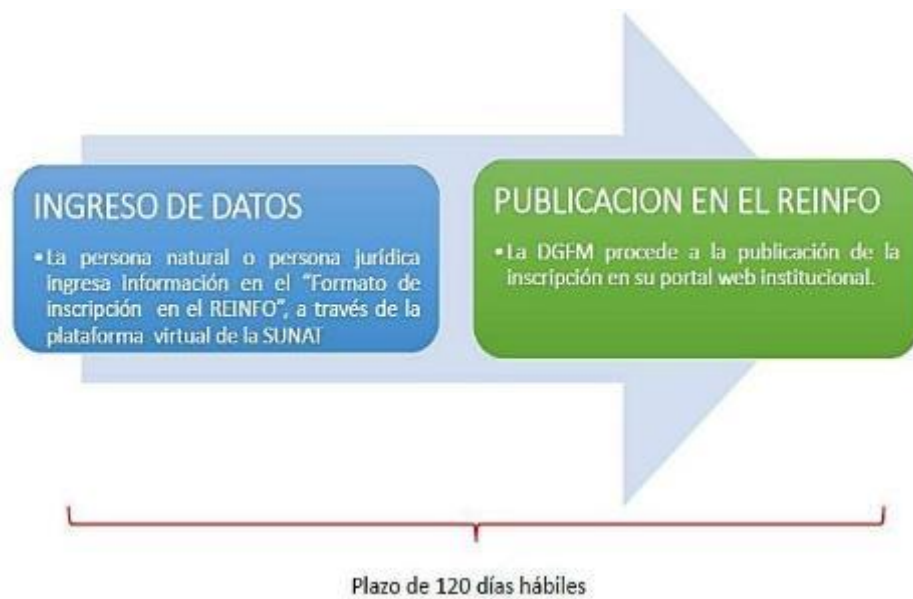 INGRESO DE DATOS
• La persona natural o persona jurídica
ingresa Información en el "Formato de
inscripción en el REINFO", a través de la
plataforma virtual de la SUNAT
PUBLICACION EN EL REINFO
• La DGFM procede a la publicación de la
inscripción en su portal web institucional.
Plazo de 120 días hábiles